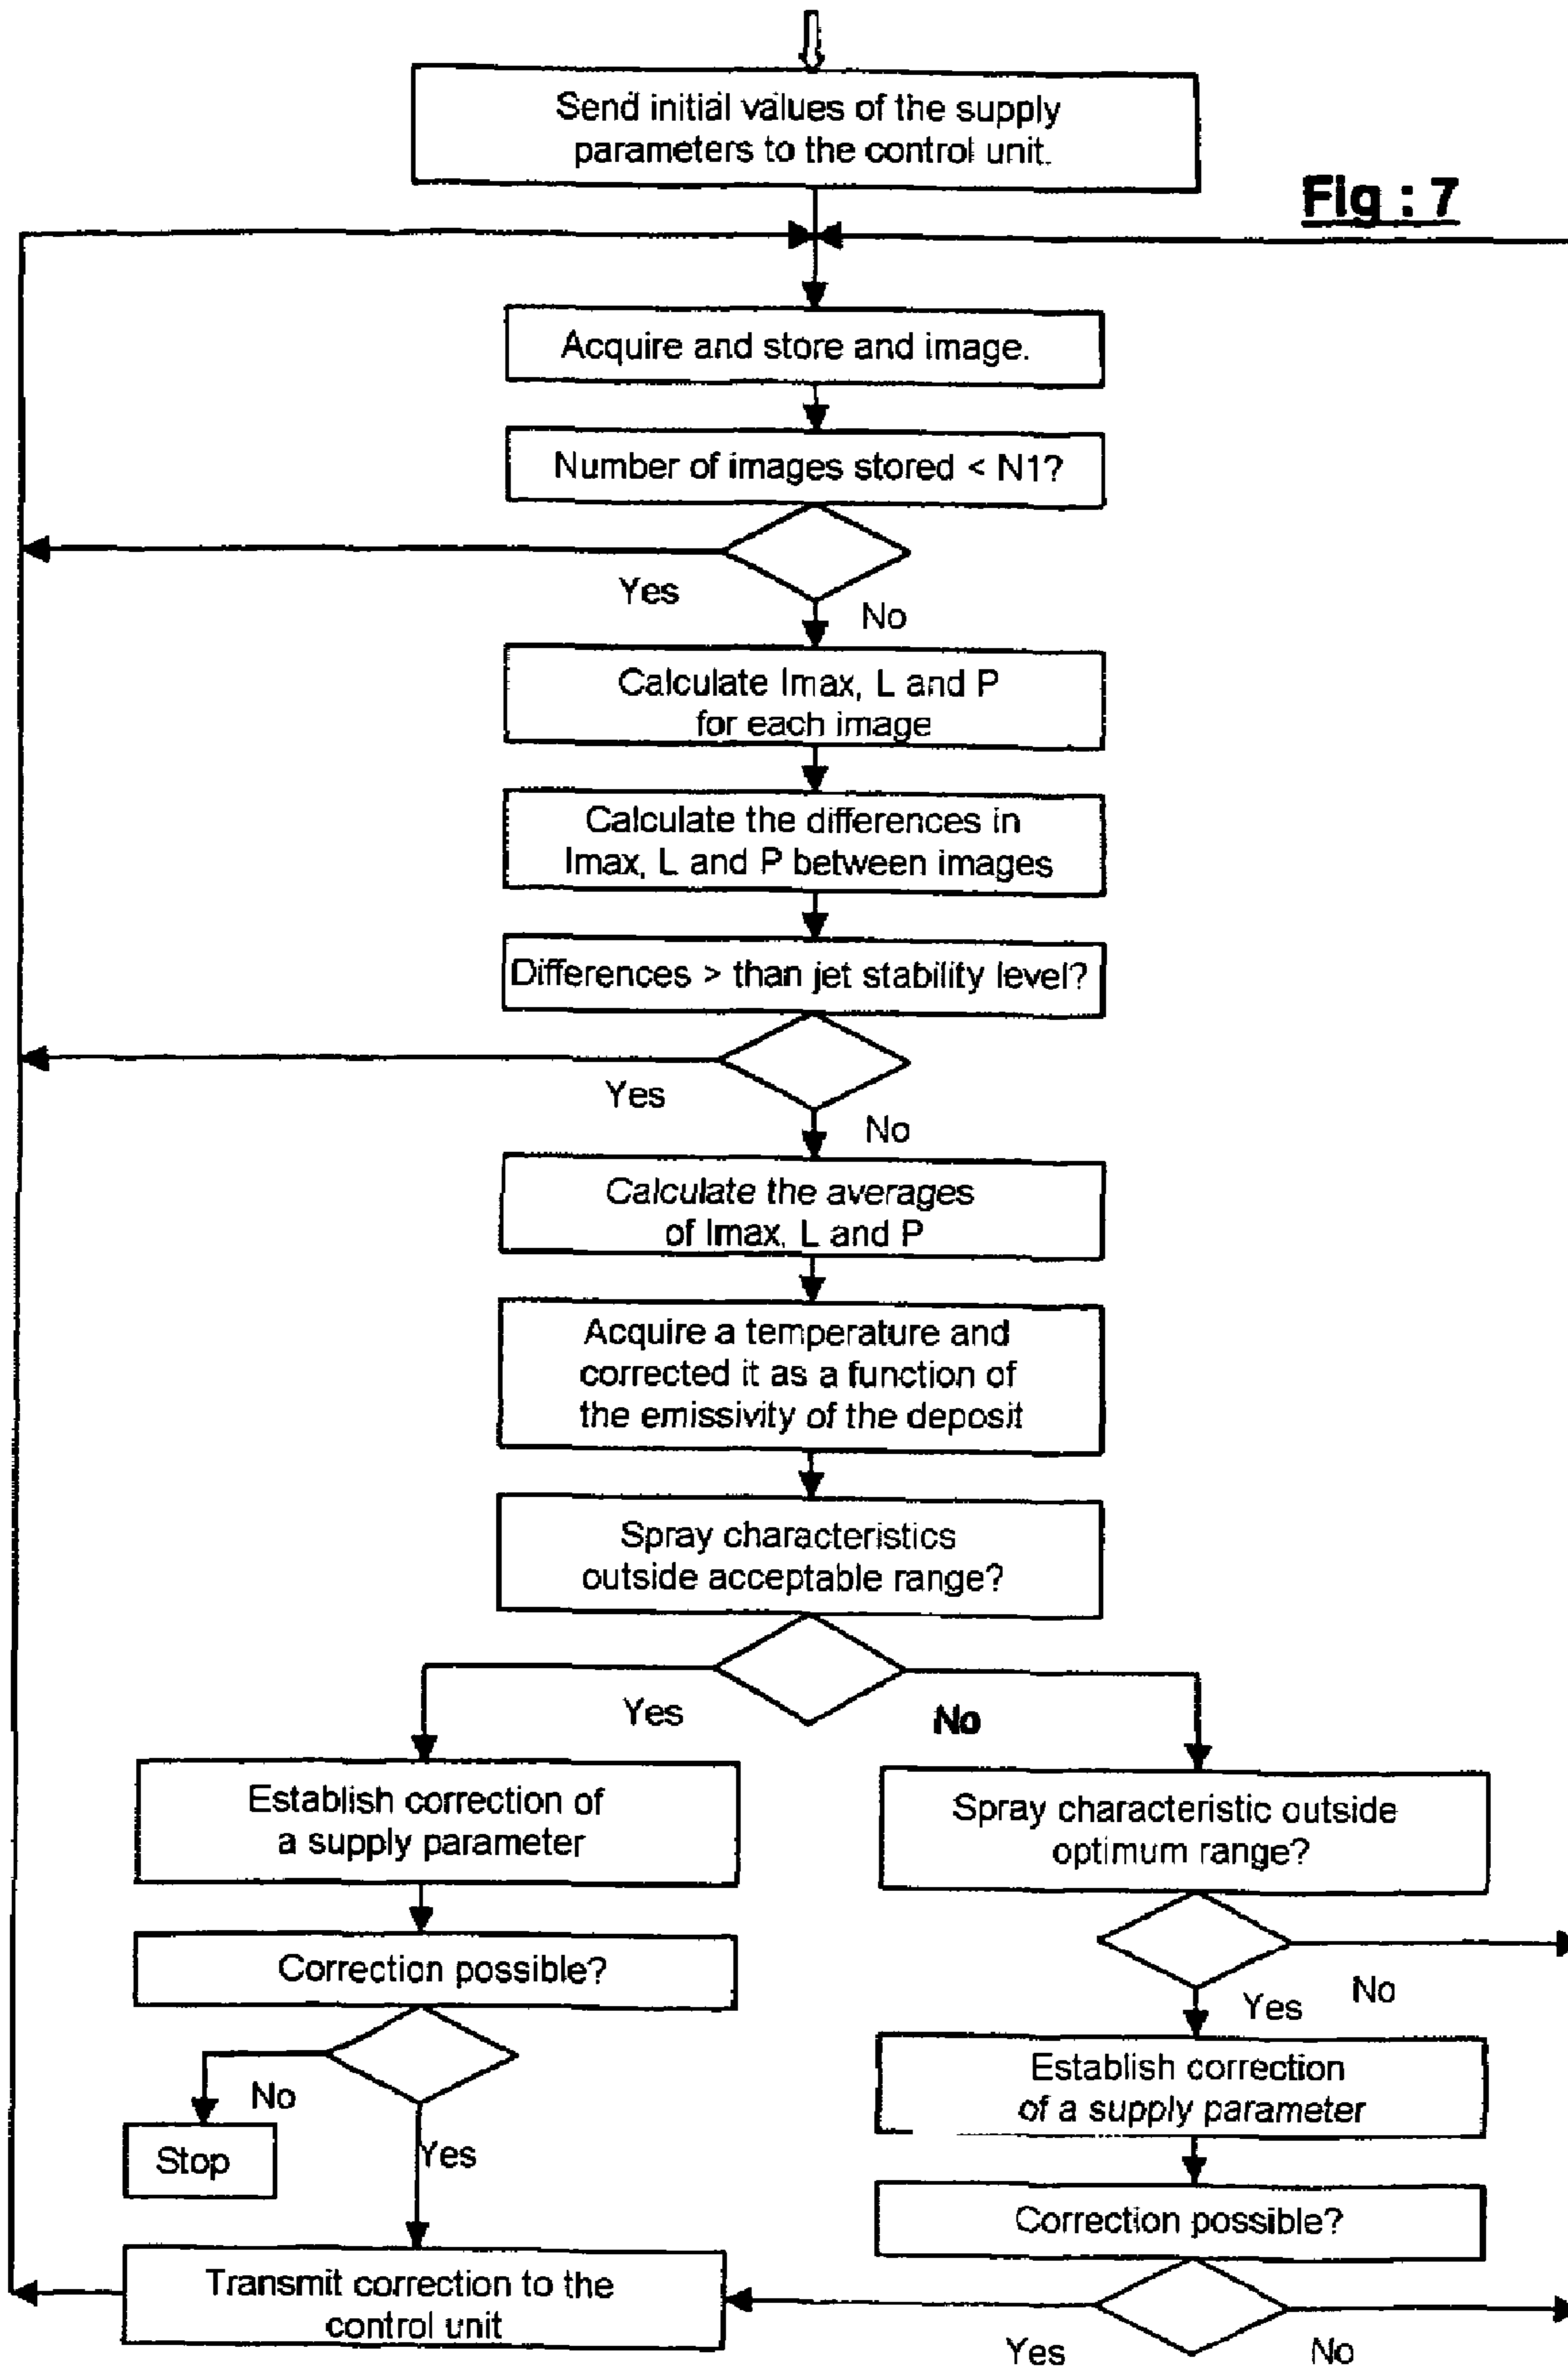 Send initial values of the supply
parameters to the control unit.
Fig : 7
Acquire and store and image.
Number of images stored < N1?
Yes
No
Calculate Imax, L and P
for each image
Calculate the differences in
Imax, L and P between images
Differences > than jet stability level?
Yes
No
Calculate the averages
of Imax, L and P
Acquire a temperature and
corrected it as a function of
the emissivity of the deposit
Spray characteristics
outside acceptable range?
Yes
No
Establish correction of
a supply parameter
Spray characteristic outside
optimum range?
Correction possible?
No
Yes
Establish correction
of a supply parameter
No
Stop
Yes
Correction possible?
Transmit correction to the
control unit
Yes
No